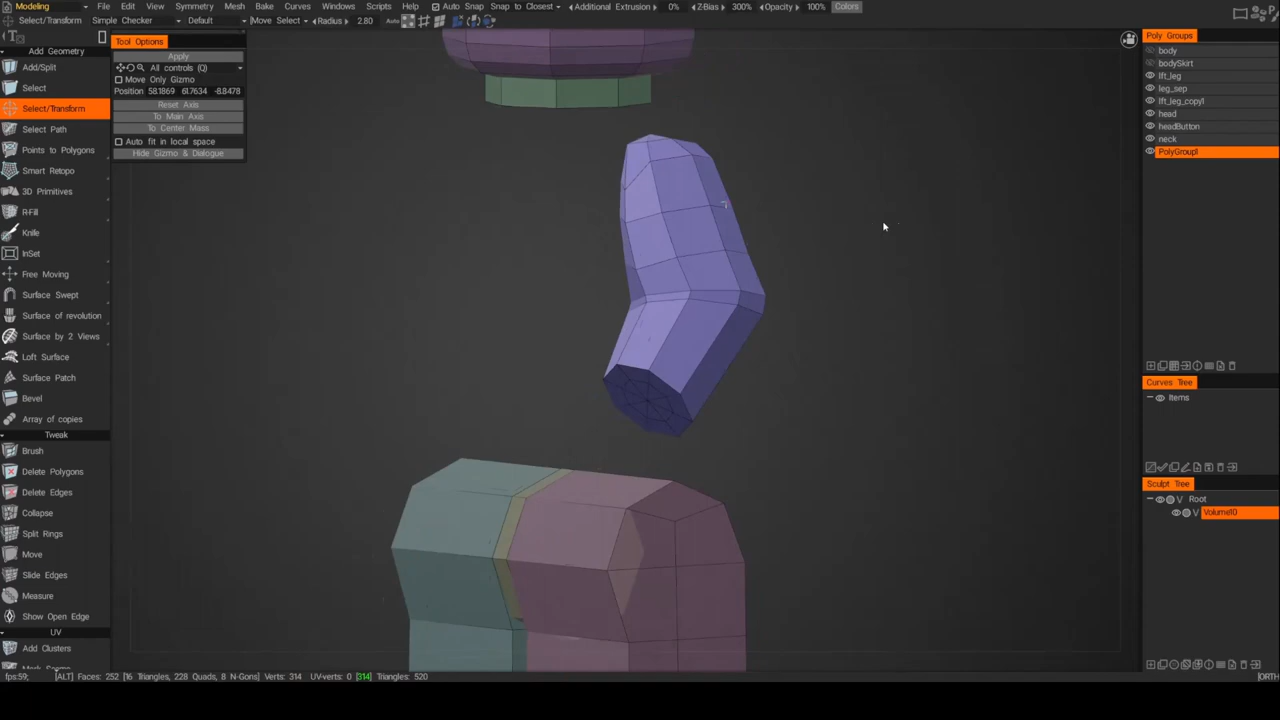 Modeling File Edit View Symmetry Mesh Bake Curves Windows Scripts Help Auto Snap Snap to Closest Additional Extrusion 0% Z-Bias 300% Opacity 100% Colors
Select/Transform Simple Checker Default Move Select Radius 2.80 Auto
Add Geometry
Add/Split
Select
Select/Transform
Select Path
Points to Polygons
Smart Retopo
3D Primitives
R-Fill
Knife
InSet
Free Moving
Surface Swept
Surface of revolution
Surface by 2 Views
Loft Surface
Surface Patch
Bevel
Array of copies
Tweak
Brush
Delete Polygons
Delete Edges
Collapse
Split Rings
Move
Slide Edges
Measure
Show Open Edge
UV
Add Clusters
Mark Seams
Tool Options
Apply
All controls (Q)
Move Only Gizmo
Position 58.1869 61.7634 -8.8478
Reset Axis
To Main Axis
To Center Mass
Auto fit in local space
Hide Gizmo & Dialogue
Poly Groups
body
bodySkirt
lft_leg
leg_sep
lft_leg_copy1
head
headButton
neck
PolyGroup1
Curves Tree
Items
Sculpt Tree
V Root
V Volume10
fps:59; [ALT] Faces: 252 [16 Triangles, 228 Quads, 8 N-Gons] Verts: 314 UV-verts: 0 [314] Triangles: 520 [ORTH